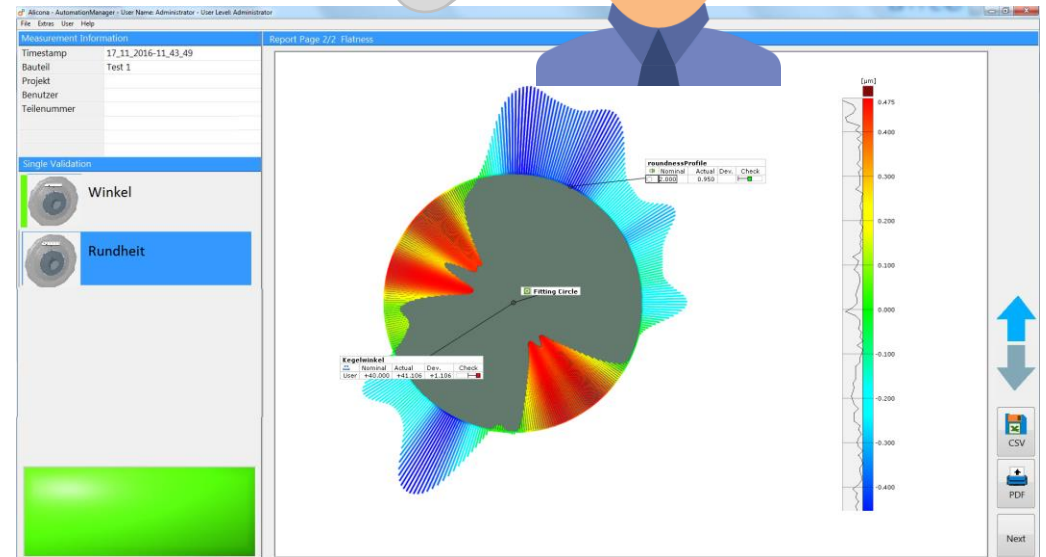 Alicona - AutomationManager - User Name: Administrator - User Level: Administrator
File Extras User Help
Measurement Information
Timestamp 17_11_2016-11_43_49
Bauteil Test 1
Projekt
Benutzer
Teilenummer
Single Validation
Winkel
Rundheit
Report Page 2/2 Flatness
roundnessProfile
Nominal Actual Dev. Check
2.000 0.950
Fitting Circle
Kegelwinkel
Nominal Actual Dev. Check
User +40.000 +41.106 +1.106
[µm]
0.475
0.400
0.300
0.200
0.100
0.000
-0.100
-0.200
-0.300
-0.400
CSV
PDF
Next